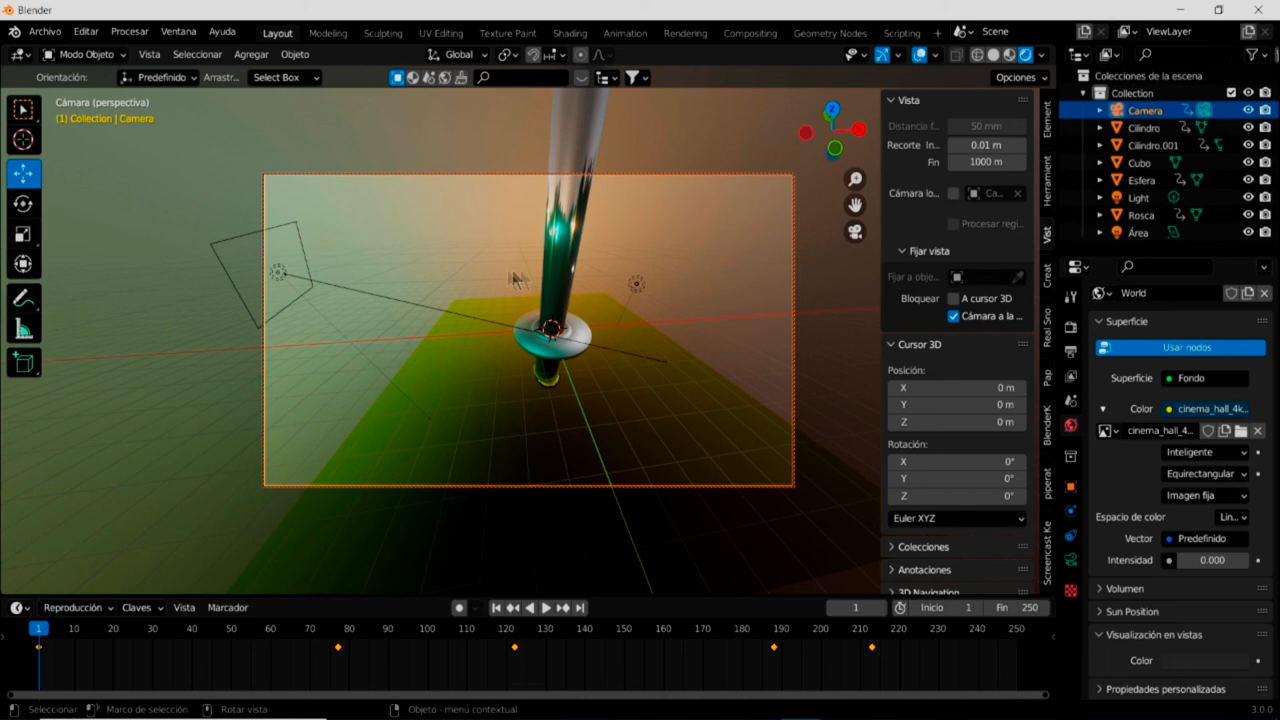 Blender
Archivo Editar Procesar Ventana Ayuda Layout Modeling Sculpting UV Editing Texture Paint Shading Animation Rendering Compositing Geometry Nodes Scripting + Scene ViewLayer
Modo Objeto Vista Seleccionar Agregar Objeto Global
Orientación: Predefinido Arrastr... Select Box Opciones
Cámara (perspectiva)
(1) Collection | Camera
Z
X
Vista
Distancia f... 50 mm
Recorte In... 0.01 m
Fin 1000 m
Cámara lo... Ca...
Procesar regi...
Fijar vista
Fijar a obje...
Bloquear A cursor 3D
Cámara a la ...
Cursor 3D
Posición:
X 0 m
Y 0 m
Z 0 m
Rotación:
X 0°
Y 0°
Z 0°
Euler XYZ
Colecciones
Anotaciones
3D Navigation
Element
Herramient
Vist
Creat
Real Sno
Pap
BlenderK
piperat
Screencast Ke
Colecciones de la escena
Collection
Camera
Cilindro
Cilindro.001
Cubo
Esfera
Light
Rosca
Área
World
Superficie
Usar nodos
Superficie Fondo
Color cinema_hall_4k...
cinema_hall_4...
Inteligente
Equirectangular
Imagen fija
Espacio de color Lin...
Vector Predefinido
Intensidad 0.000
Volumen
Sun Position
Visualización en vistas
Color
Propiedades personalizadas
Reproducción Claves Vista Marcador 1 Inicio 1 Fin 250
1 10 20 30 40 50 60 70 80 90 100 110 120 130 140 150 160 170 180 190 200 210 220 230 240 250
Seleccionar Marco de selección Rotar vista Objeto - menú contextual 3.0.0